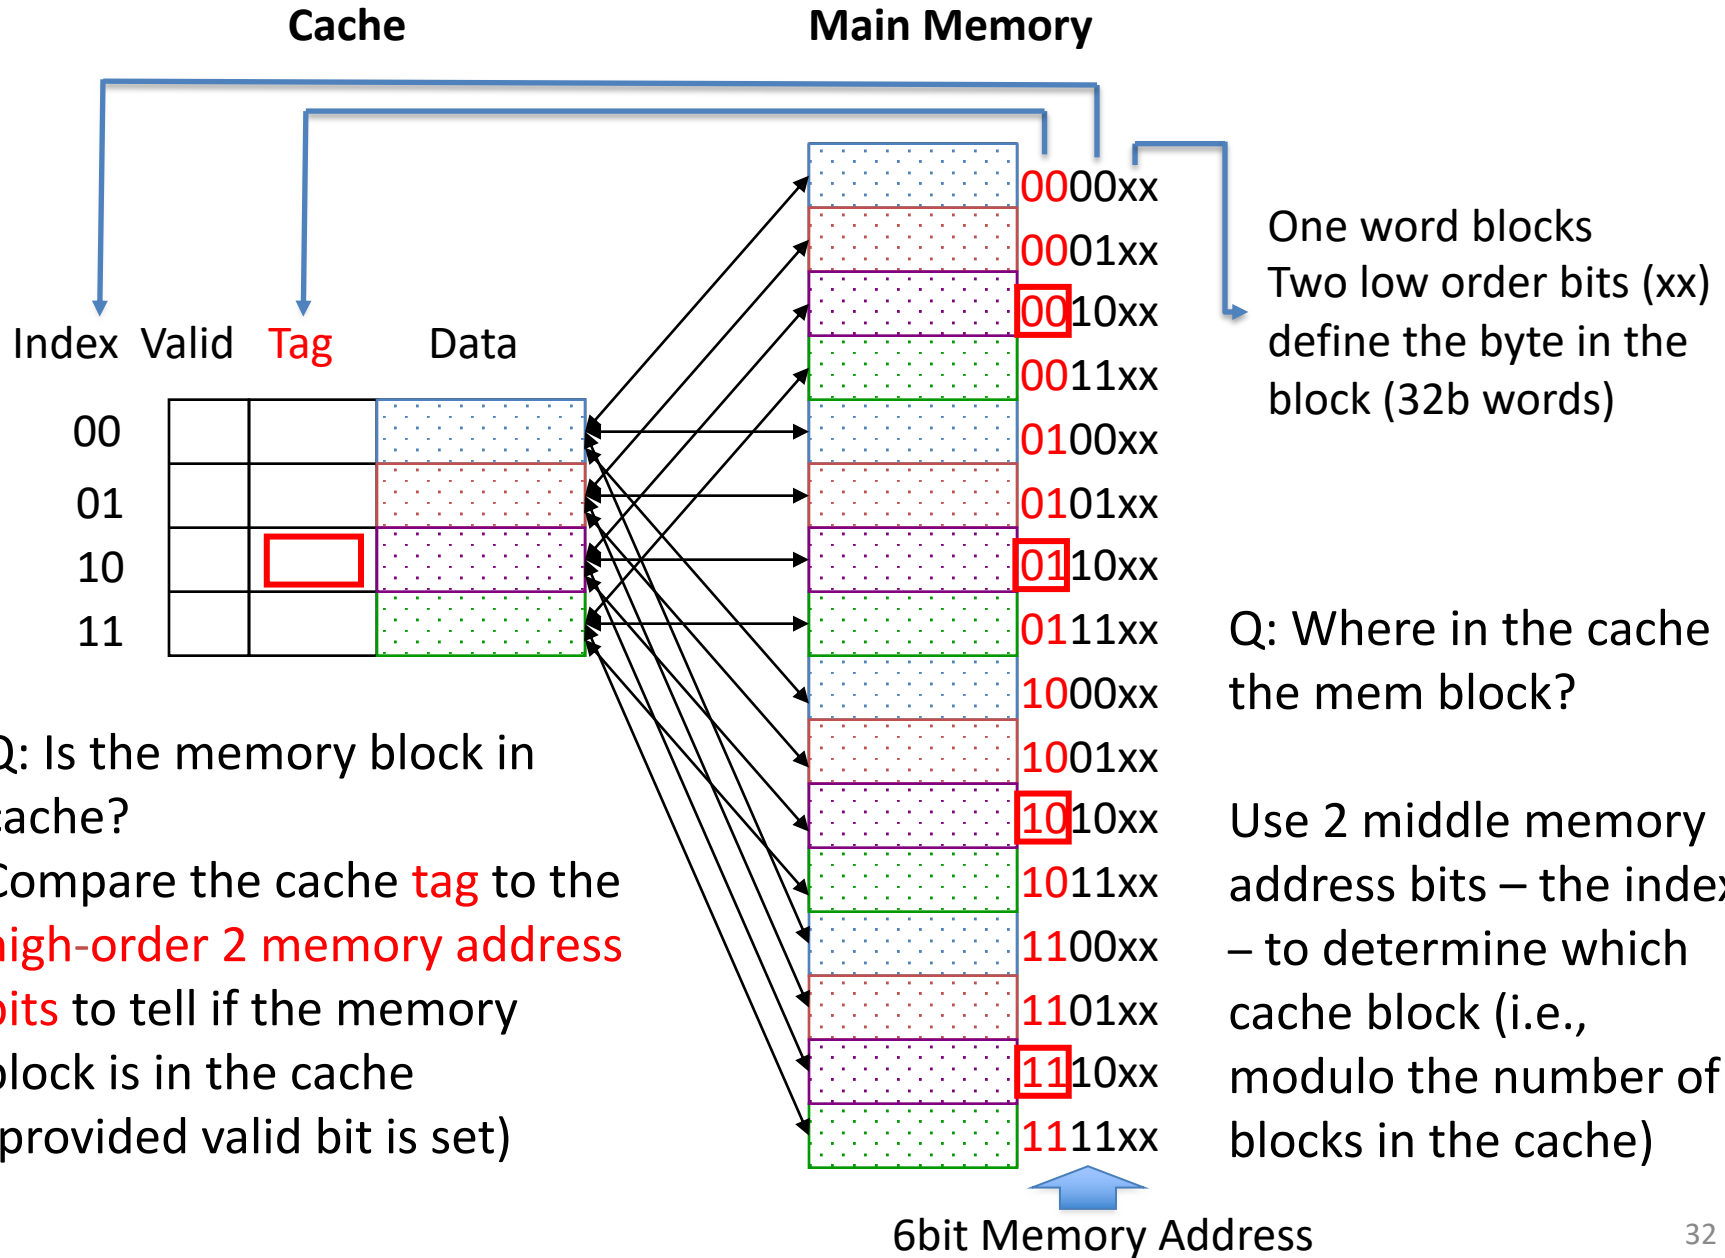 Cache
Main Memory
Index Valid Tag Data
00
01
10
11
0000xx
0001xx
0010xx
0011xx
0100xx
0101xx
0110xx
0111xx
1000xx
1001xx
1010xx
1011xx
1100xx
1101xx
1110xx
1111xx
6bit Memory Address
One word blocks
Two low order bits (xx)
define the byte in the
block (32b words)
Q: Where in the cache
the mem block?
Use 2 middle memory
address bits – the index
– to determine which
cache block (i.e.,
modulo the number of
blocks in the cache)
Q: Is the memory block in
cache?
Compare the cache tag to the
high-order 2 memory address
bits to tell if the memory
block is in the cache
provided valid bit is set)
32